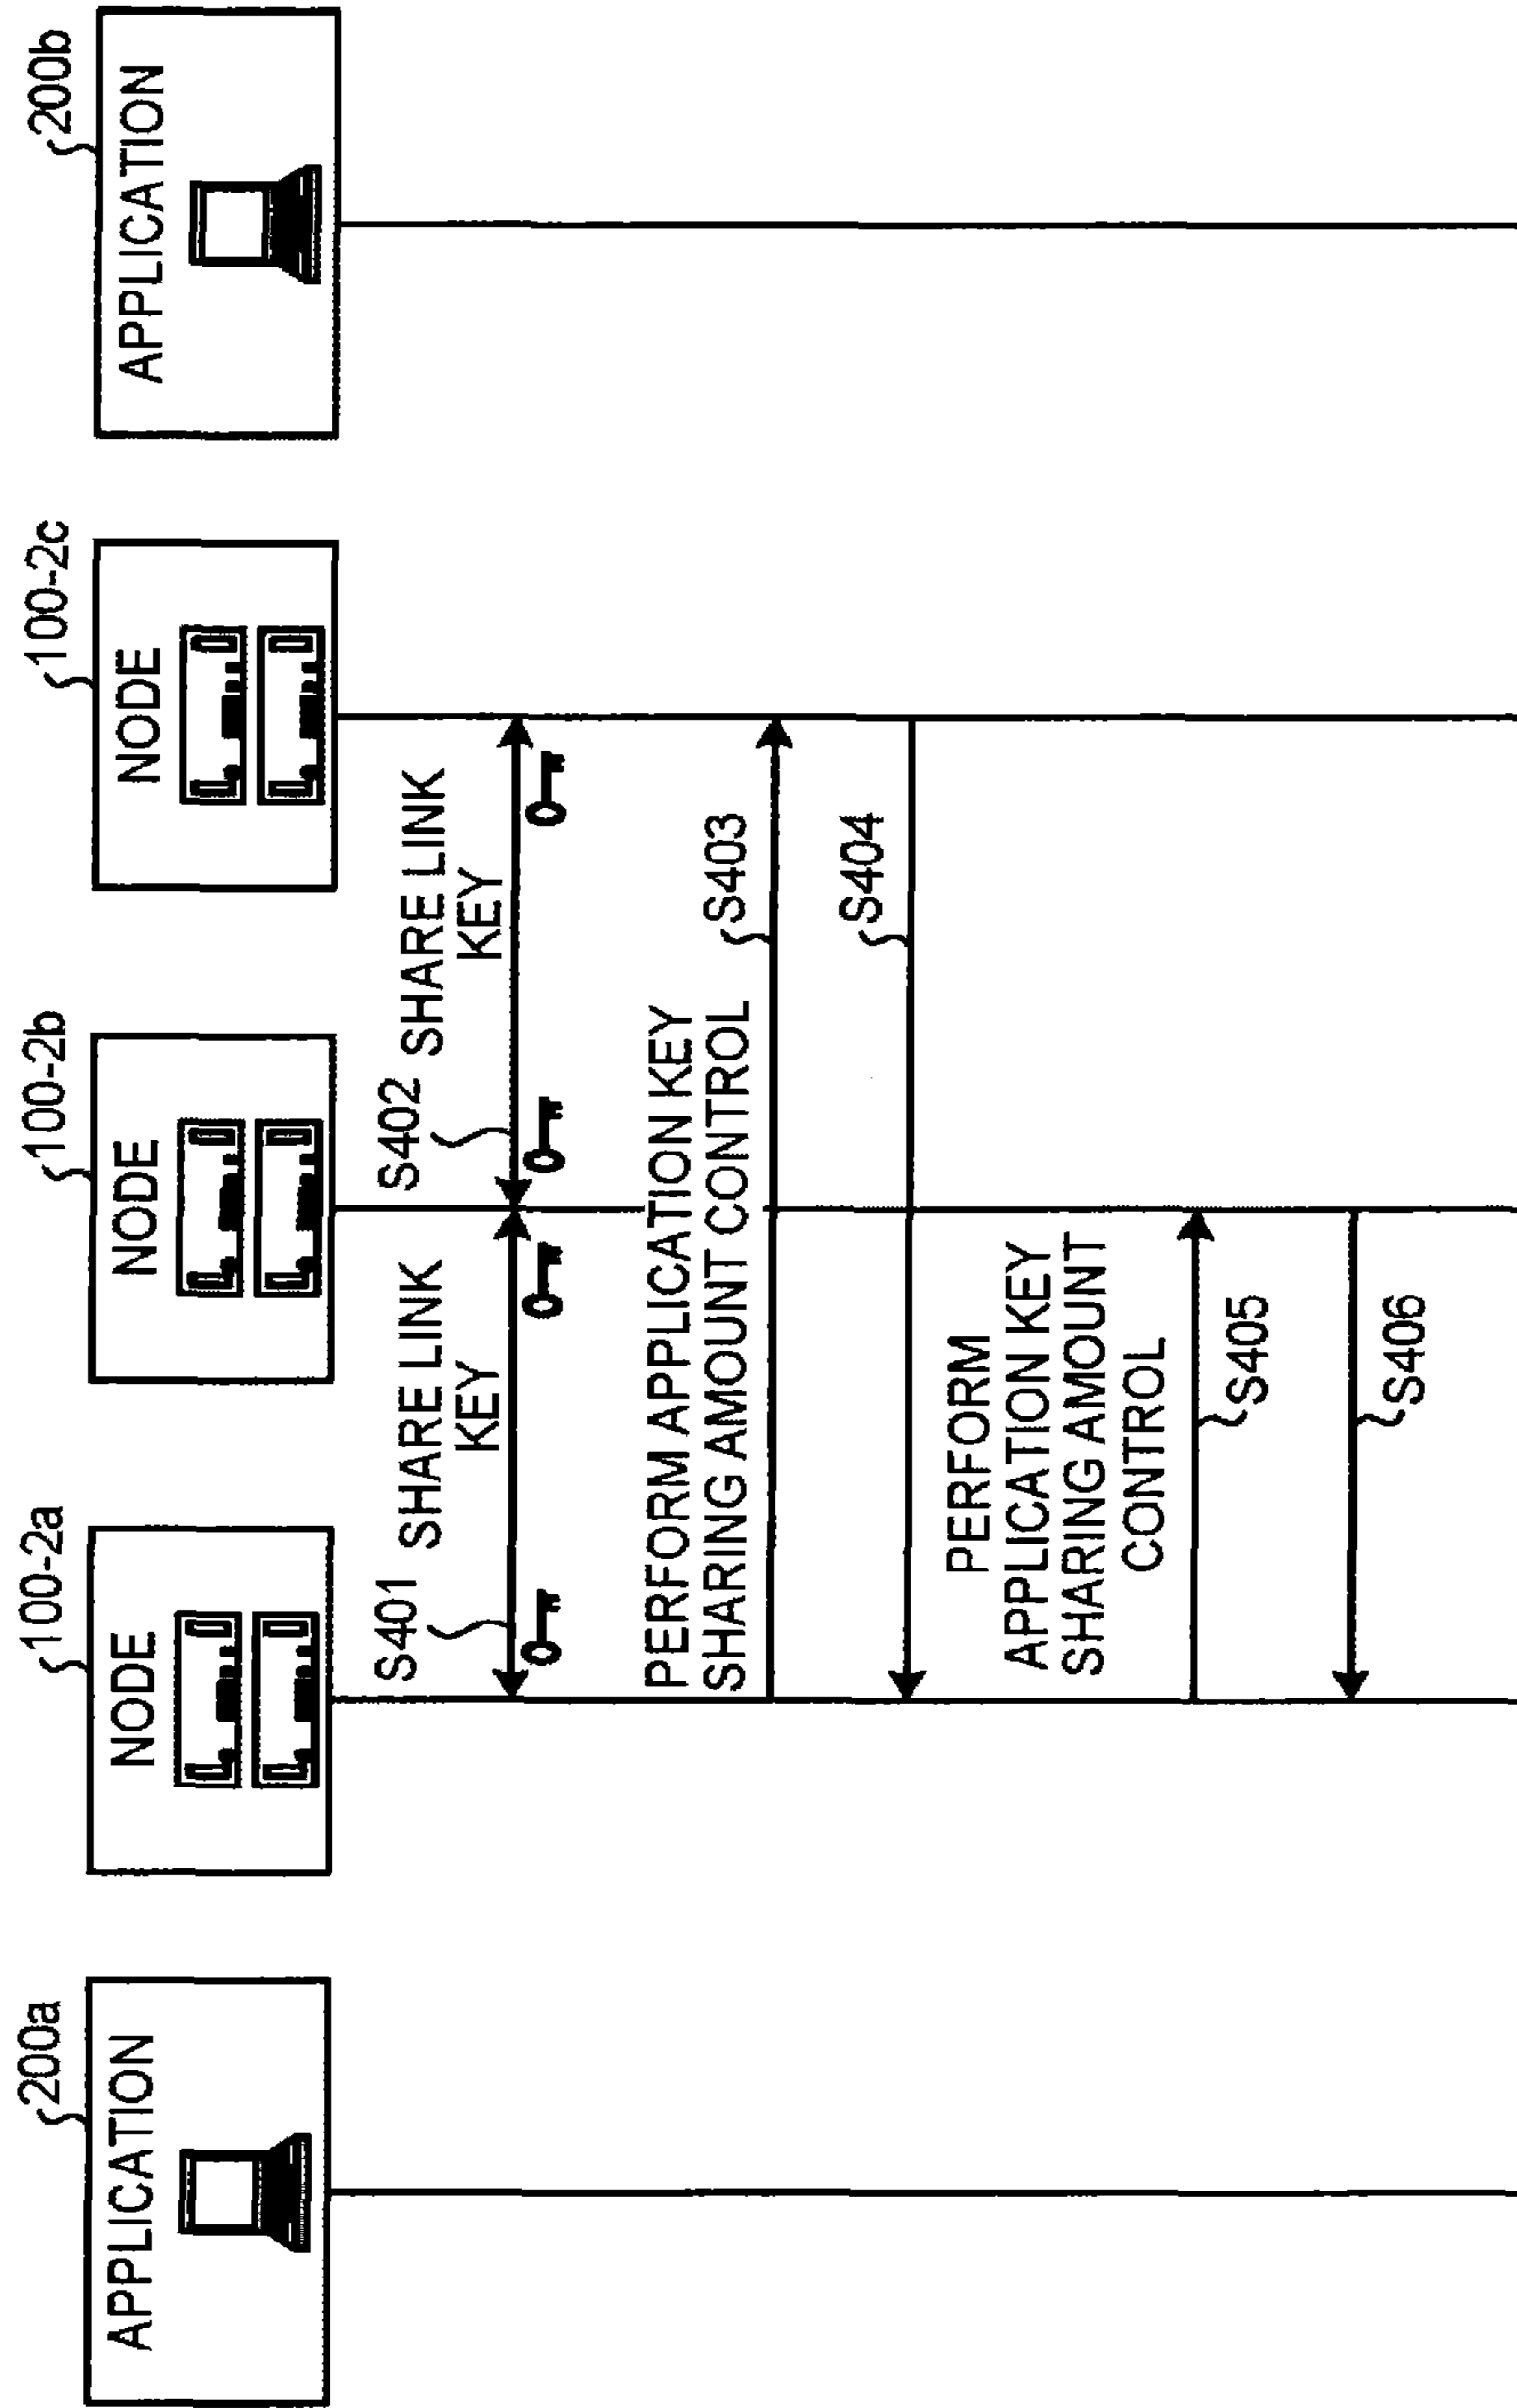 200a
100-2a
100-2b
100-2c
200b
APPLICATION
NODE
NODE
NODE
APPLICATION
S401
SHARE LINK
KEY
S402
SHARE LINK
KEY
PERFORM APPLICATION KEY
SHARING AMOUNT CONTROL
S403
S404
PERFORM
APPLICATION KEY
SHARING AMOUNT
CONTROL
S405
S406